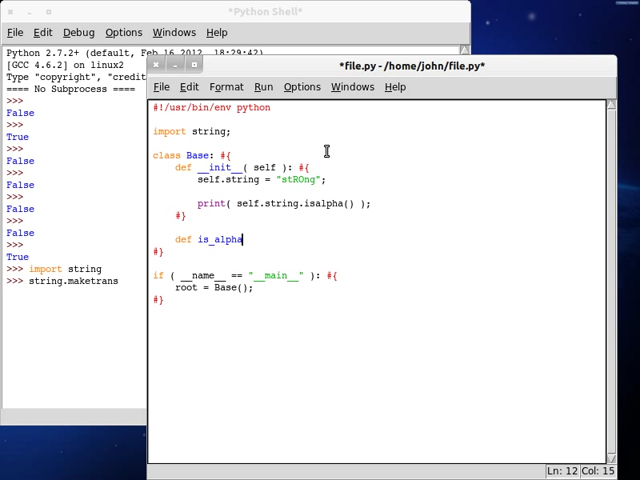 *Python Shell*
File Edit Debug Options Windows Help
Python 2.7.2+ (default, Feb 16 2012, 18:29:42)
[GCC 4.6.2] on linux2
Type "copyright", "credit
==== No Subprocess ====
>>>
False
>>>
True
>>>
False
>>>
False
>>>
False
>>>
False
>>>
True
>>> import string
>>> string.maketrans
*file.py - /home/john/file.py*
File Edit Format Run Options Windows Help
#!/usr/bin/env python
import string;
class Base: #{
def __init__( self ): #{
self.string = "stROng";
print( self.string.isalpha() );
#}
def is_alpha
#}
if ( __name__ == "__main__" ): #{
root = Base();
#}
Ln: 12 Col: 15